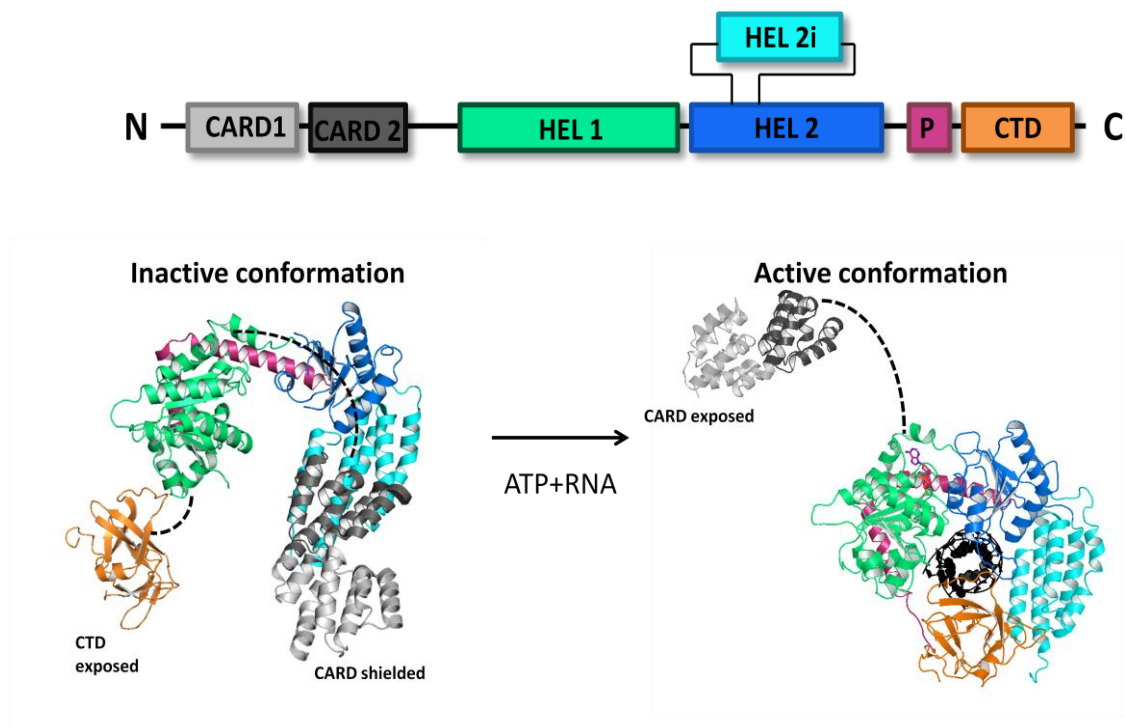 HEL 2i
N CARD1 CARD 2 HEL 1 HEL 2 P CTD C
Inactive conformation
Active conformation
CARD exposed
ATP+RNA
CTD
exposed
CARD shielded